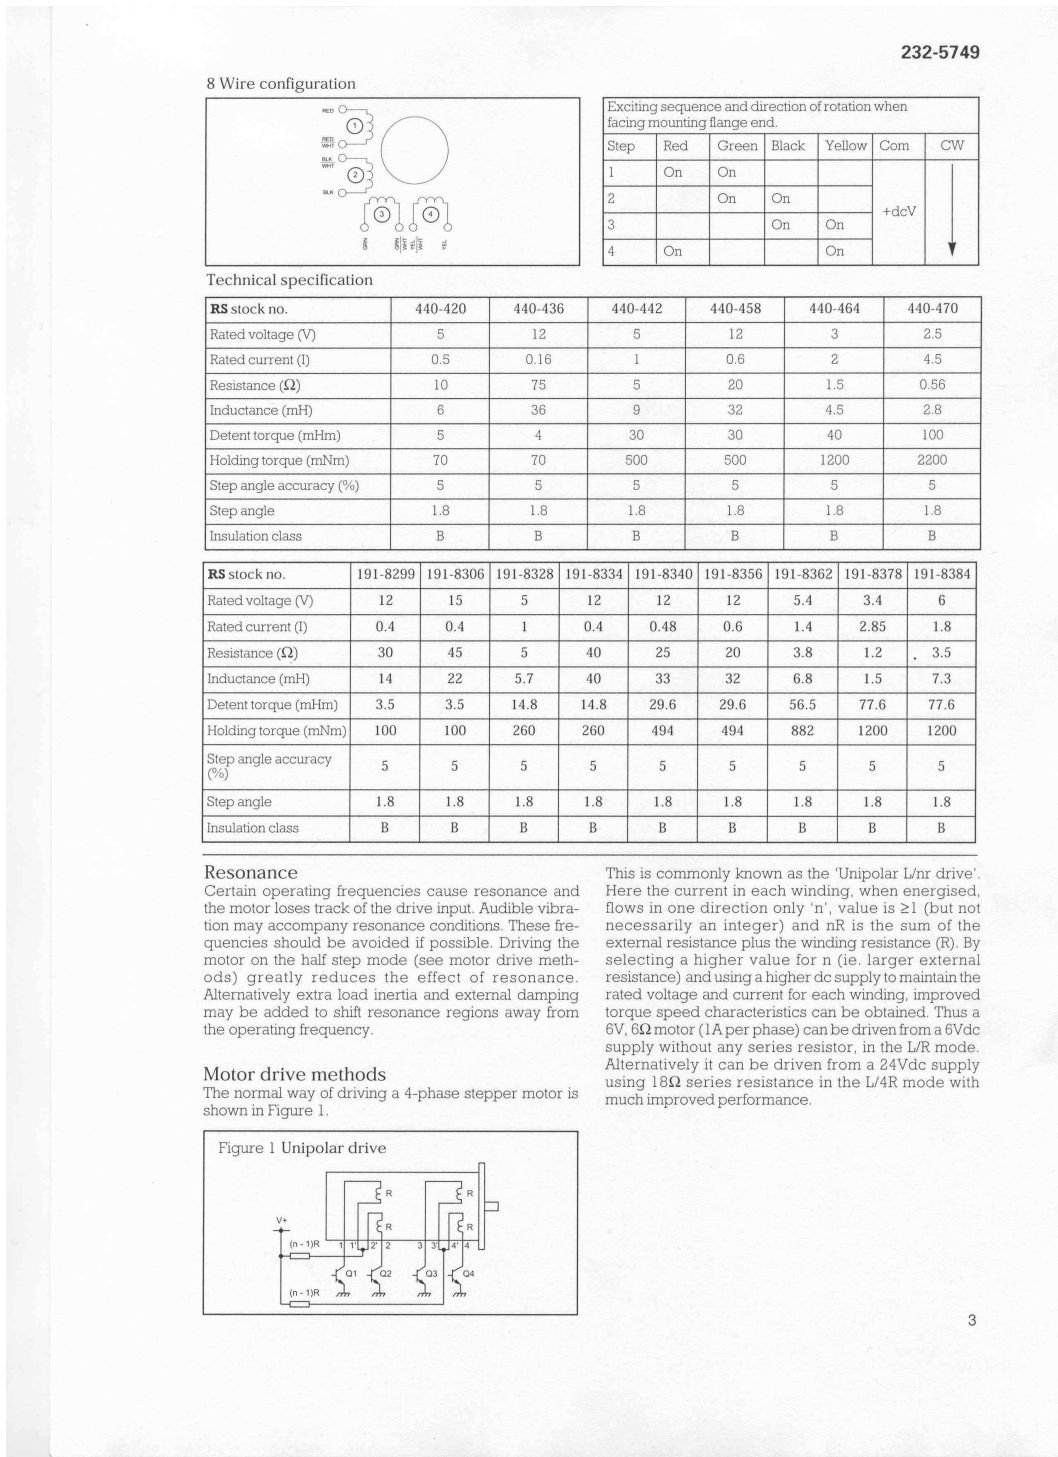 232-5749
8 Wire configuration
RED
1
RED
WHT
BLK
WHT
2
BLK
3
4
GRN
GRN
WHT
YEL
WHT
YEL
Exciting sequence and direction of rotation when
facing mounting flange end.
Step Red Green Black Yellow Com CW
1 On On
2 On On
+dcV
3 On On
4 On On
Technical specification
RS stock no. 440-420 440-436 440-442 440-458 440-464 440-470
Rated voltage (V) 5 12 5 12 3 2.5
Rated current (I) 0.5 0.16 1 0.6 2 4.5
Resistance (Ω) 10 75 5 20 1.5 0.56
Inductance (mH) 6 36 9 32 4.5 2.8
Detent torque (mHm) 5 4 30 30 40 100
Holding torque (mNm) 70 70 500 500 1200 2200
Step angle accuracy (%) 5 5 5 5 5 5
Step angle 1.8 1.8 1.8 1.8 1.8 1.8
Insulation class B B B B B B
RS stock no. 191-8299 191-8306 191-8328 191-8334 191-8340 191-8356 191-8362 191-8378 191-8384
Rated voltage (V) 12 15 5 12 12 12 5.4 3.4 6
Rated current (I) 0.4 0.4 1 0.4 0.48 0.6 1.4 2.85 1.8
Resistance (Ω) 30 45 5 40 25 20 3.8 1.2 3.5
Inductance (mH) 14 22 5.7 40 33 32 6.8 1.5 7.3
Detent torque (mHm) 3.5 3.5 14.8 14.8 29.6 29.6 56.5 77.6 77.6
Holding torque (mNm) 100 100 260 260 494 494 882 1200 1200
Step angle accuracy
(%) 5 5 5 5 5 5 5 5 5
Step angle 1.8 1.8 1.8 1.8 1.8 1.8 1.8 1.8 1.8
Insulation class B B B B B B B B B
Resonance
Certain operating frequencies cause resonance and
the motor loses track of the drive input. Audible vibra-
tion may accompany resonance conditions. These fre-
quencies should be avoided if possible. Driving the
motor on the half step mode (see motor drive meth-
ods) greatly reduces the effect of resonance.
Alternatively extra load inertia and external damping
may be added to shift resonance regions away from
the operating frequency.
Motor drive methods
The normal way of driving a 4-phase stepper motor is
shown in Figure 1.
Figure 1 Unipolar drive
R
R
R
R
V+
(n - 1)R
1 1' 2' 2 3 3' 4' 4
Q1 Q2 Q3 Q4
(n - 1)R
This is commonly known as the 'Unipolar L/nr drive'.
Here the current in each winding, when energised,
flows in one direction only 'n', value is ≥1 (but not
necessarily an integer) and nR is the sum of the
external resistance plus the winding resistance (R). By
selecting a higher value for n (ie. larger external
resistance) and using a higher dc supply to maintain the
rated voltage and current for each winding, improved
torque speed characteristics can be obtained. Thus a
6V, 6Ω motor (1A per phase) can be driven from a 6Vdc
supply without any series resistor, in the L/R mode.
Alternatively it can be driven from a 24Vdc supply
using 18Ω series resistance in the L/4R mode with
much improved performance.
3